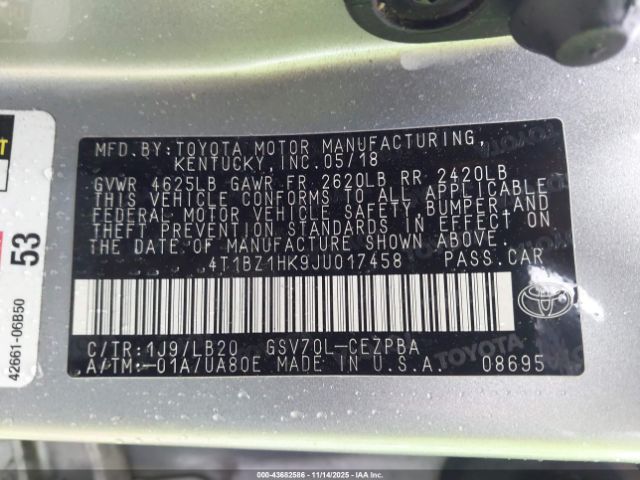 MFD. BY TOYOTA MOTOR MANUFACTURING,
KENTUCKY, INC. 05/18
GVWR 4625LB GAWR FR 2620LB RR 2420LB
THIS VEHICLE CONFORMS TO ALL APPLICABLE
FEDERAL MOTOR VEHICLE SAFETY, BUMPER, AND
THEFT PREVENTION STANDARDS IN EFFECT ON
THE DATE OF MANUFACTURE SHOWN ABOVE.
4T1BZ1HK9JU017458 PASS. CAR
C/TR: 1J9/LB20 GSV70L-CEZPBA
A/TM: -01A/UA80E MADE IN U.S.A. 08695
TOYOTA
53
42661-06B50
000-43682586 | 11/14/2025 | IAA Inc.